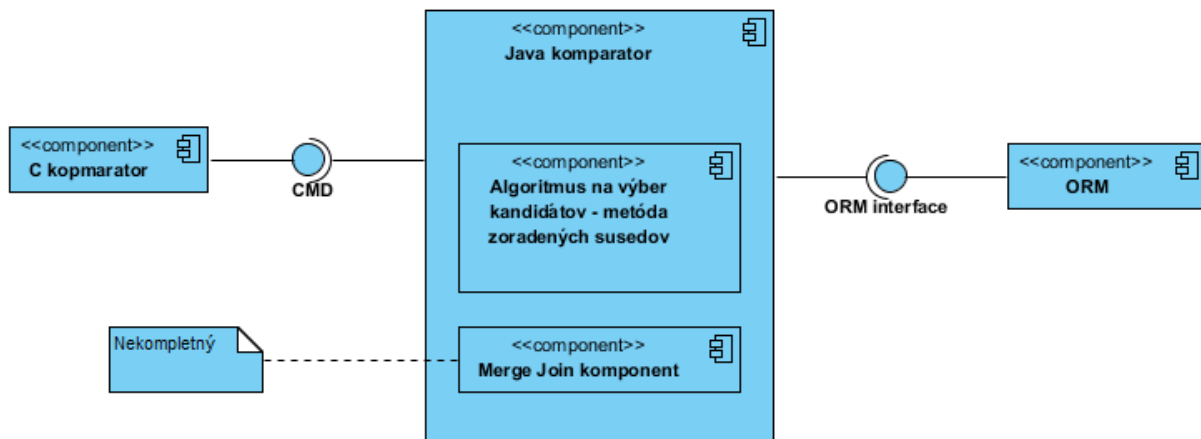 <<component>>
Java komparator
<<component>>
C kopmarator
CMD
<<component>>
Algoritmus na výber
kandidátov - metóda
zoradených susedov
ORM interface
<<component>>
ORM
Nekompletný
<<component>>
Merge Join komponent